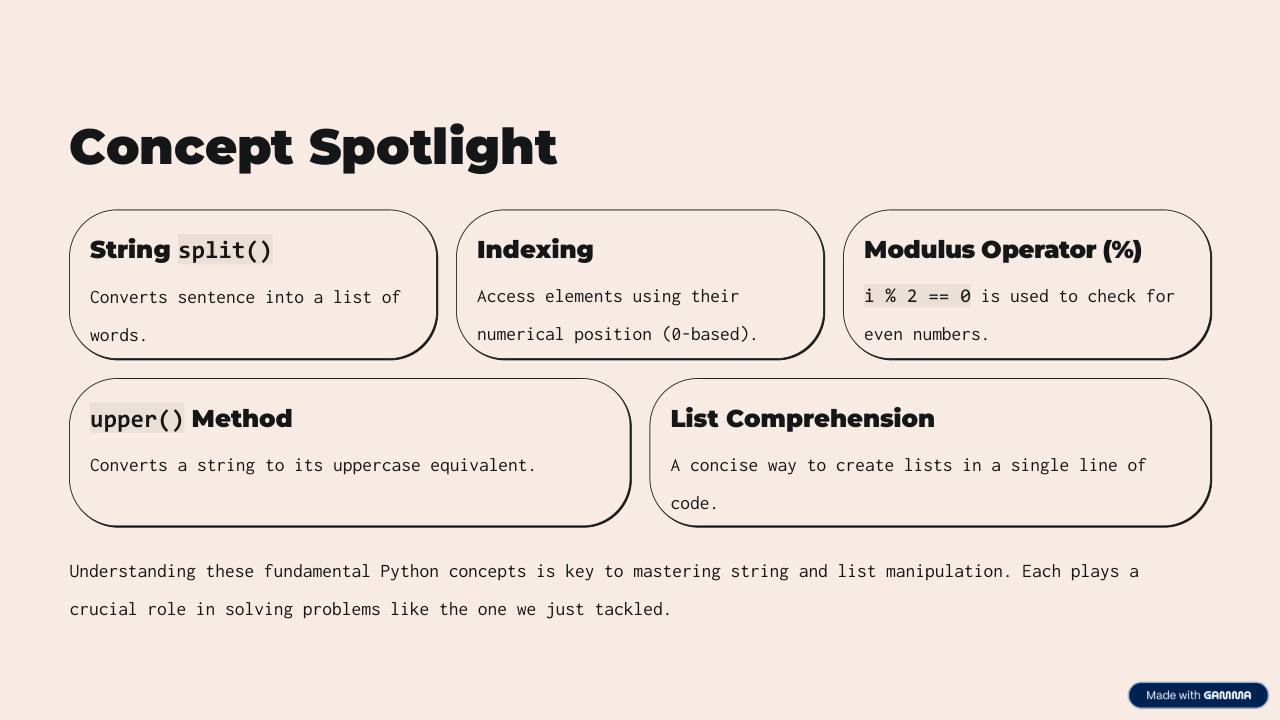 Concept Spotlight
String split()
Converts sentence into a list of
words.
Indexing
Access elements using their
numerical position (0-based).
Modulus Operator (%)
i % 2 == 0 is used to check for
even numbers.
upper() Method
Converts a string to its uppercase equivalent.
List Comprehension
A concise way to create lists in a single line of
code.
Understanding these fundamental Python concepts is key to mastering string and list manipulation. Each plays a
crucial role in solving problems like the one we just tackled.
Made with GAMMA